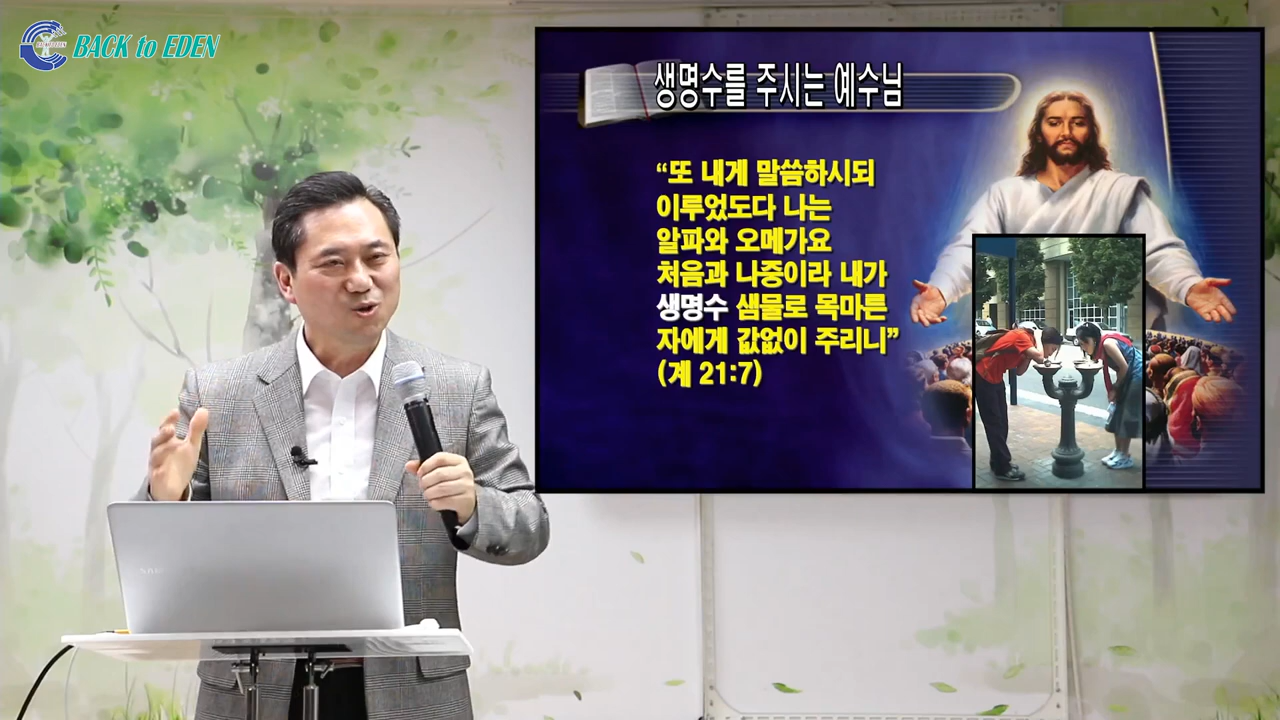 BACK to EDEN
생명수를 주시는 예수님
“또 내게 말씀하시되
이루었도다 나는
알파와 오메가요
처음과 나중이라 내가
생명수 샘물로 목마른
자에게 값없이 주리니”
(계 21:7)